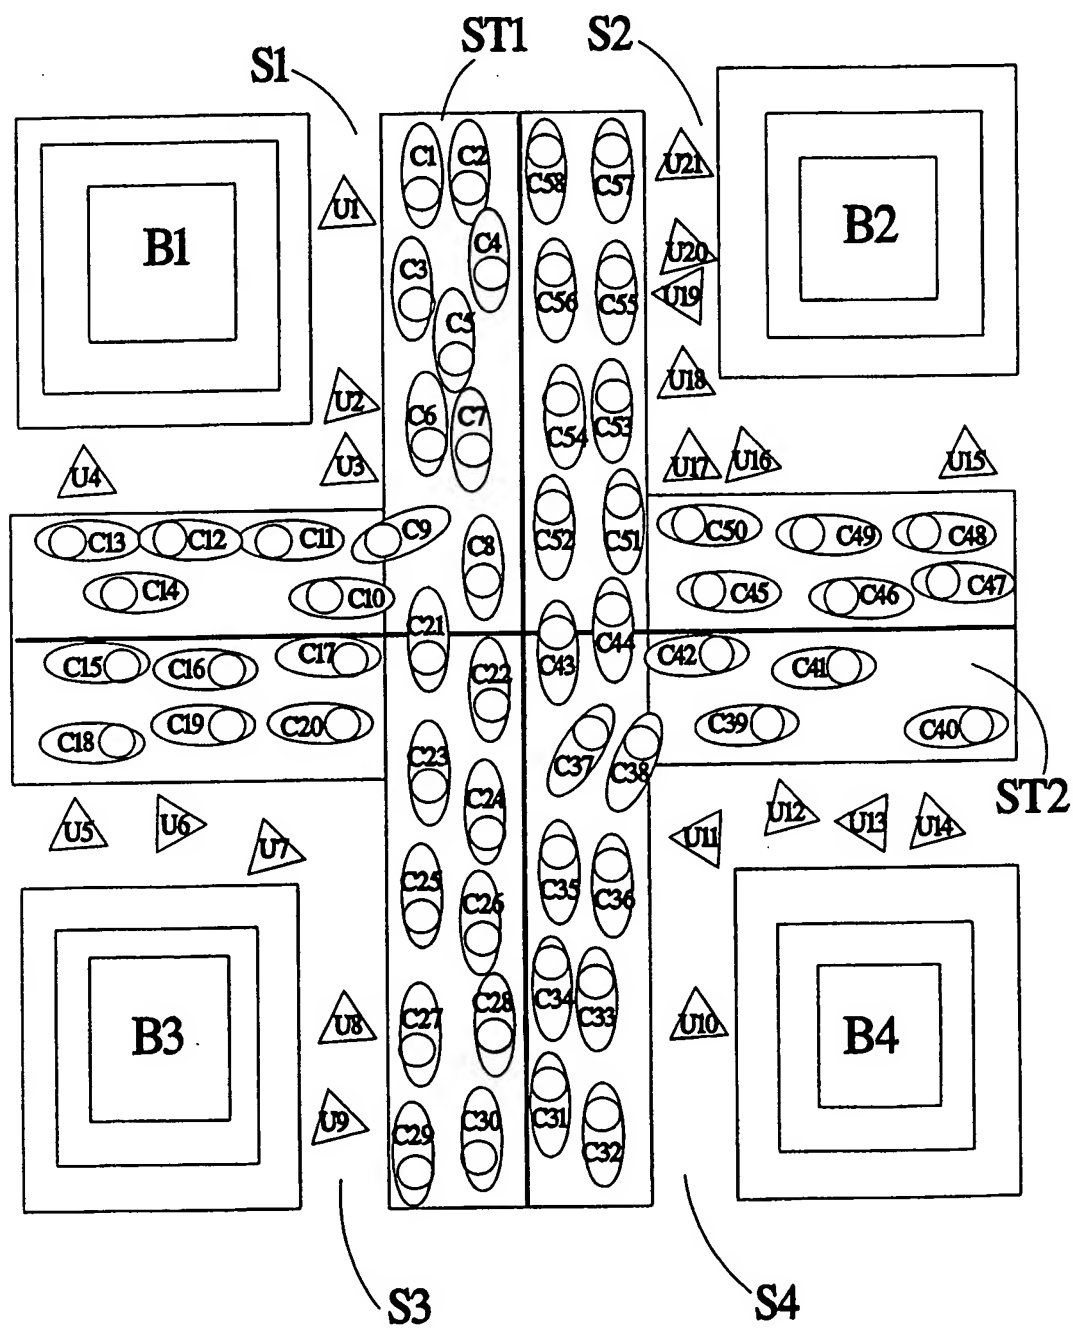 ST1 S2
S1
C1 C2 C58 C57 U21
U1
B1 B2
C4 U20
C3 C56 C55 U19
C5
U18
U2 C6 C7 C54 C53
U3 U17 U16 U15
U4
C13 C12 C11 C9 C8 C52 C51 C50 C49 C48
C14 C10 C45 C46 C47
C21 C43 C44
C15 C16 C17 C22 C42 C41
C18 C19 C20 C39 C40
C23 C37 C38
C24 ST2
U5 U6 U7 U11 U12 U13 U14
C25 C26 C35 C36
C27 C28 C34 C33
U8 U10
B3 B4
U9 C29 C30 C31 C32
S3 S4